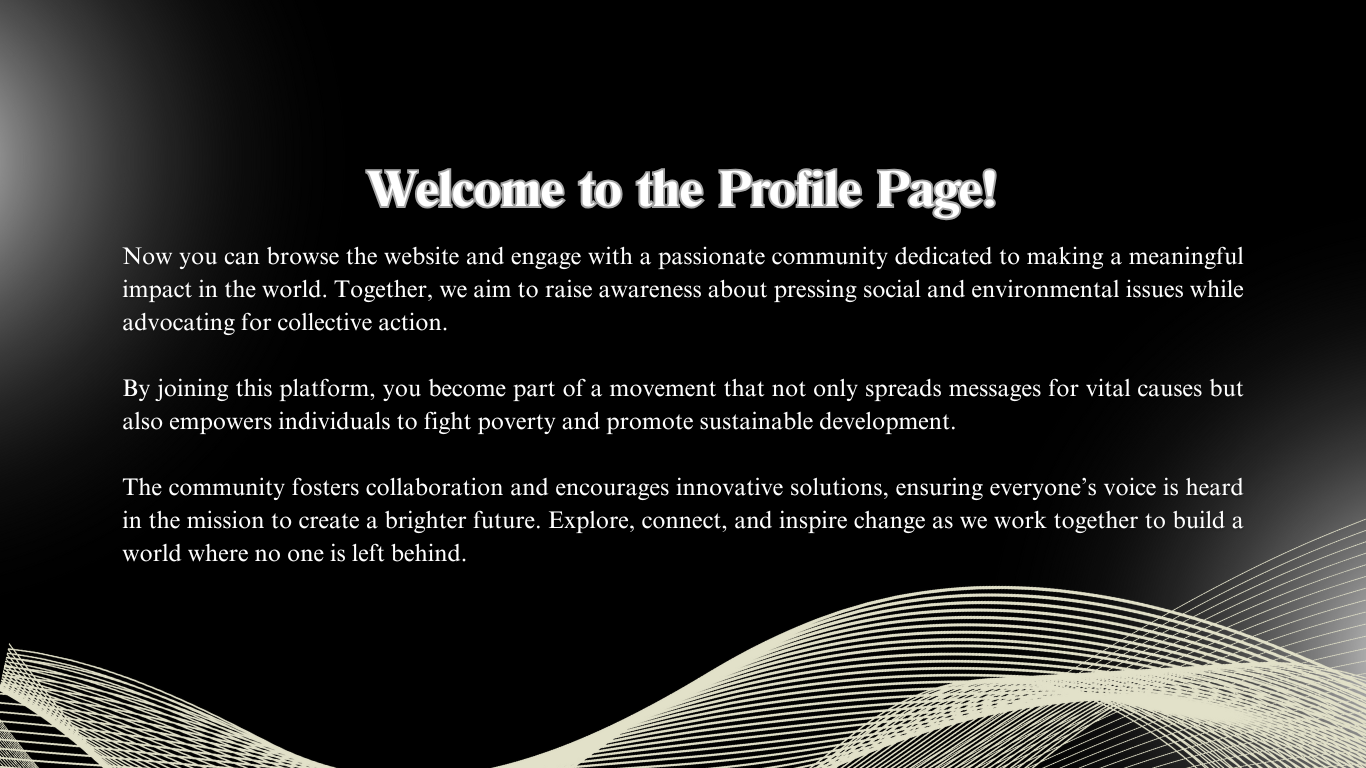 Welcome to the Profile Page!
Now you can browse the website and engage with a passionate community dedicated to making a meaningful
impact in the world. Together, we aim to raise awareness about pressing social and environmental issues while
advocating for collective action.
By joining this platform, you become part of a movement that not only spreads messages for vital causes but
also empowers individuals to fight poverty and promote sustainable development.
The community fosters collaboration and encourages innovative solutions, ensuring everyone’s voice is heard
in the mission to create a brighter future. Explore, connect, and inspire change as we work together to build a
world where no one is left behind.